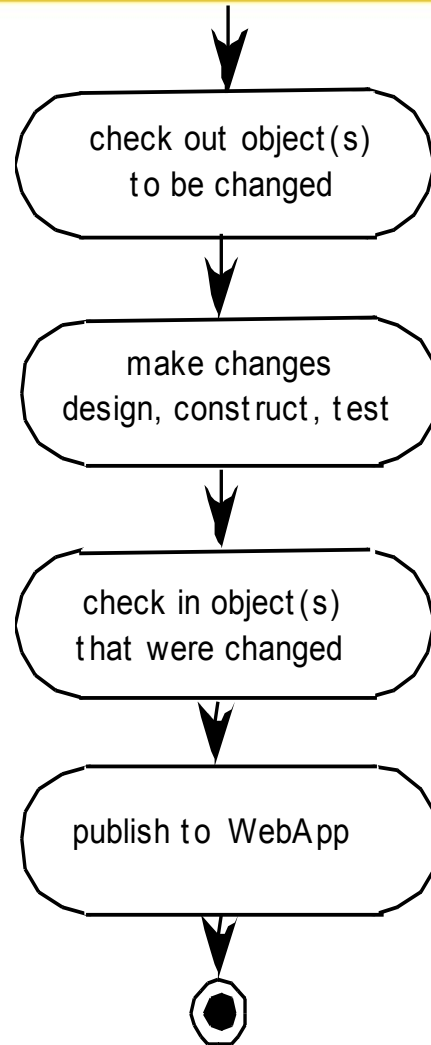 check out object(s)
to be changed
make changes
design, construct, test
check in object(s)
that were changed
publish to WebApp